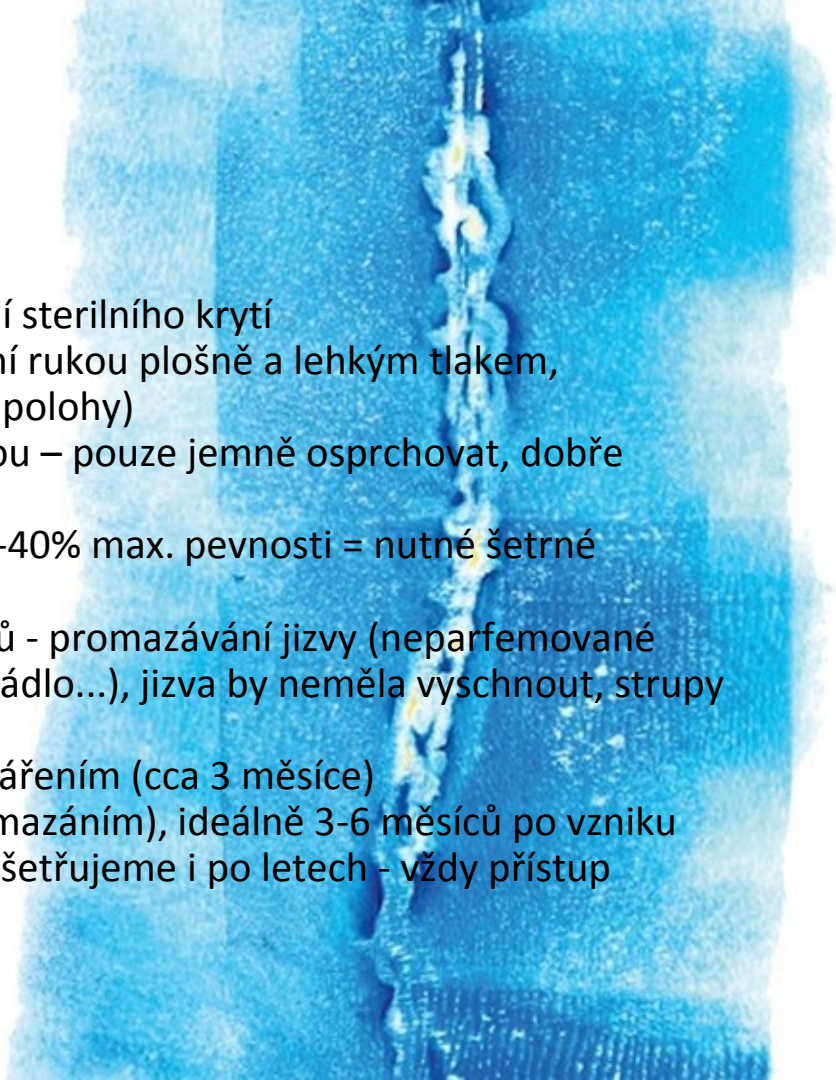 í sterilního krytí
ní rukou plošně a lehkým tlakem,
polohy)
ou – pouze jemně osprchovat, dobře
-40% max. pevnosti = nutné šetrné
ů - promazávání jizvy (neparfemované
ádlo...), jizva by neměla vyschnout, strupy
ářením (cca 3 měsíce)
mazáním), ideálně 3-6 měsíců po vzniku
šetřujeme i po letech - vždy přístup